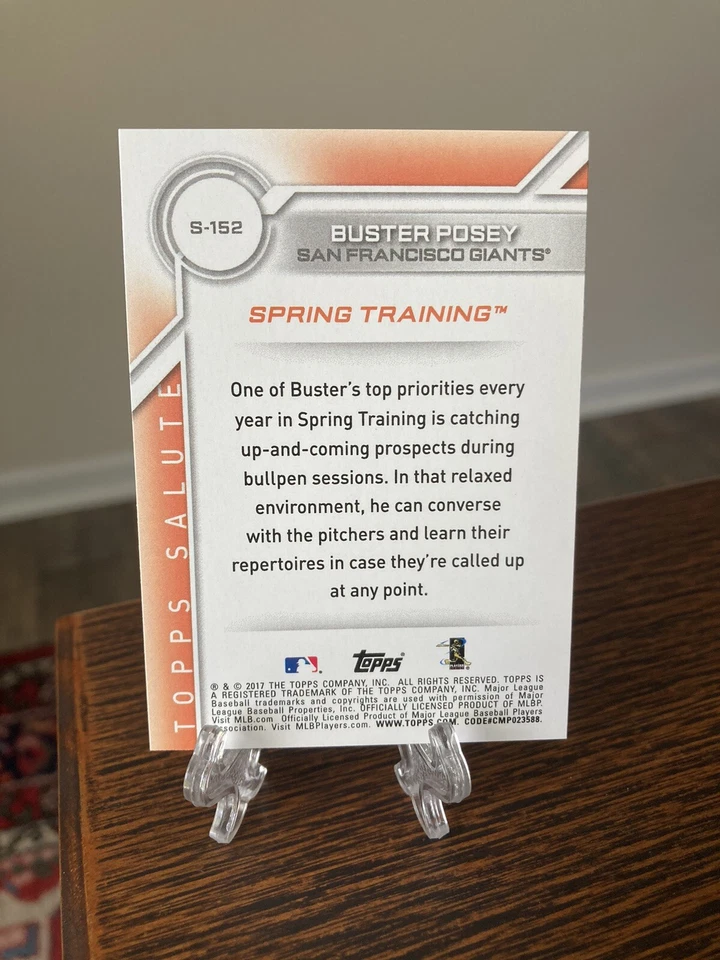 S-152
BUSTER POSEY
SAN FRANCISCO GIANTS®
SPRING TRAINING™
One of Buster's top priorities every
year in Spring Training is catching
up-and-coming prospects during
bullpen sessions. In that relaxed
environment, he can converse
with the pitchers and learn their
repertoires in case they're called up
at any point.
TOPPS SALUTE
topps
® & © 2017 THE TOPPS COMPANY, INC. ALL RIGHTS RESERVED. TOPPS IS
A REGISTERED TRADEMARK OF THE TOPPS COMPANY, INC. Major League
Baseball trademarks and copyrights are used with permission of Major
League Baseball Properties, Inc. OFFICIALLY LICENSED PRODUCT OF MLBP.
Visit MLB.com Officially Licensed Product of Major League Baseball Players
Association. Visit MLBPlayers.com. WWW.TOPPS.COM. CODE#CMP023588.